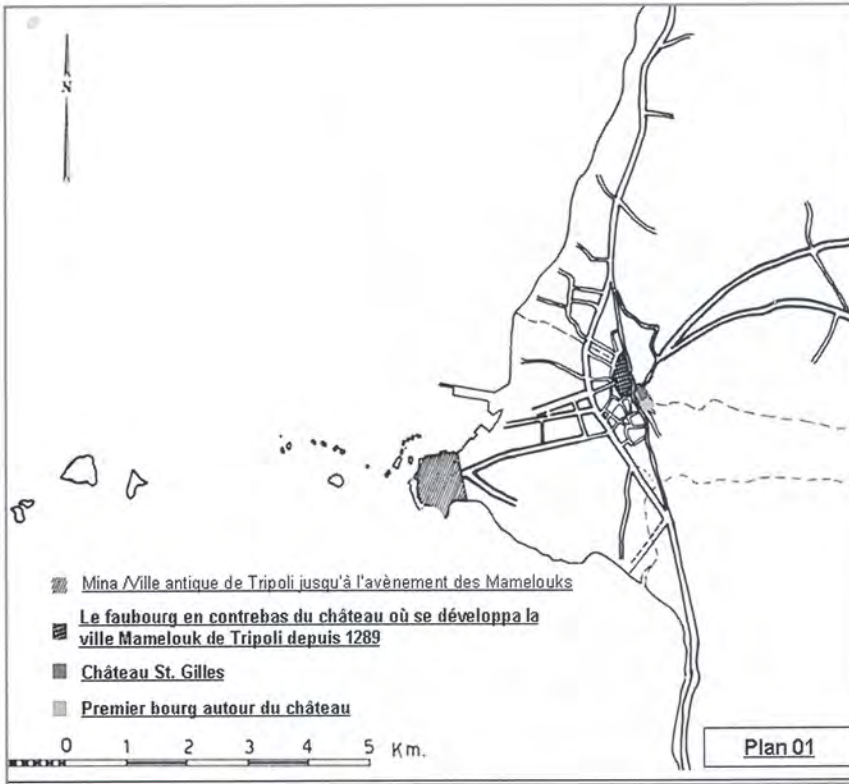 N
Mina /Ville antique de Tripoli jusqu'à l'avènement des Mamelouks
Le faubourg en contrebas du château où se développa la
ville Mamelouk de Tripoli depuis 1289
Château St. Gilles
Premier bourg autour du château
0 1 2 3 4 5 Km.
Plan 01